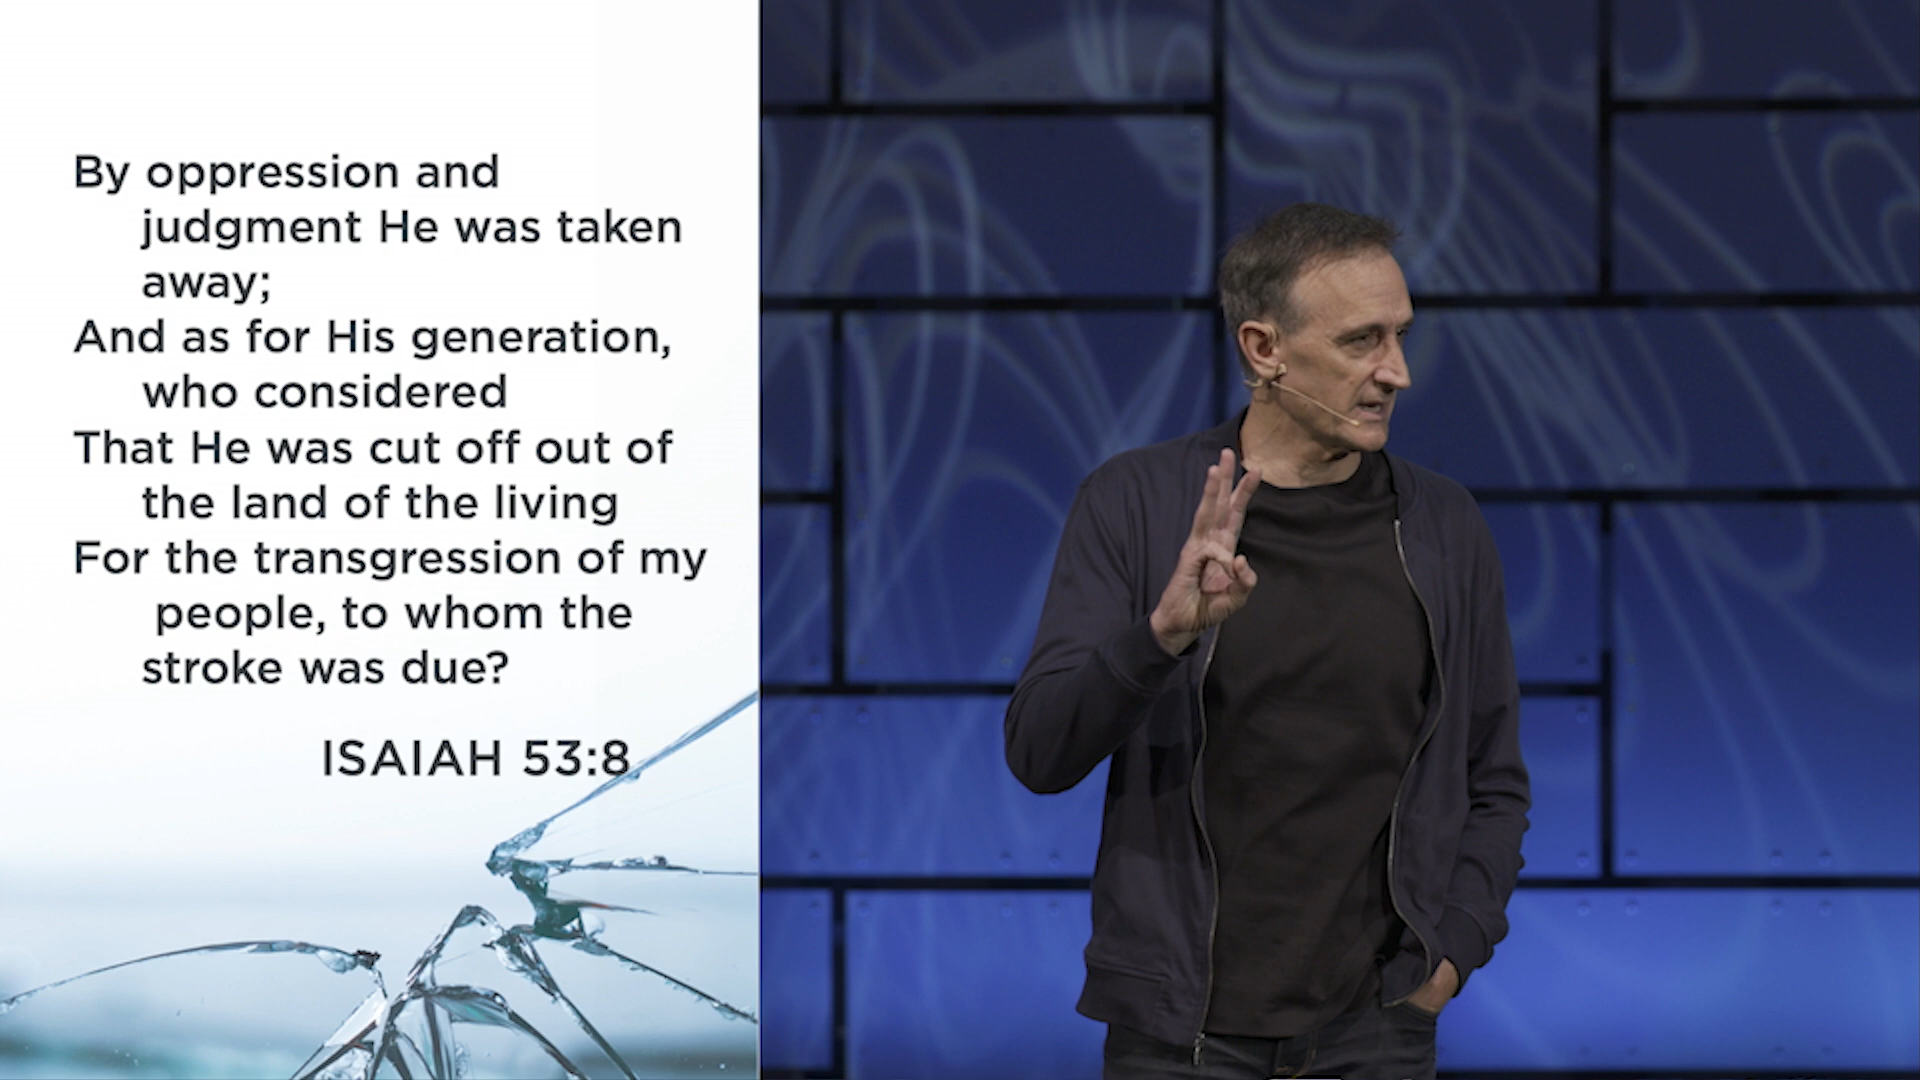 By oppression and
judgment He was taken
away;
And as for His generation,
who considered
That He was cut off out of
the land of the living
For the transgression of my
people, to whom the
stroke was due?
ISAIAH 53:8